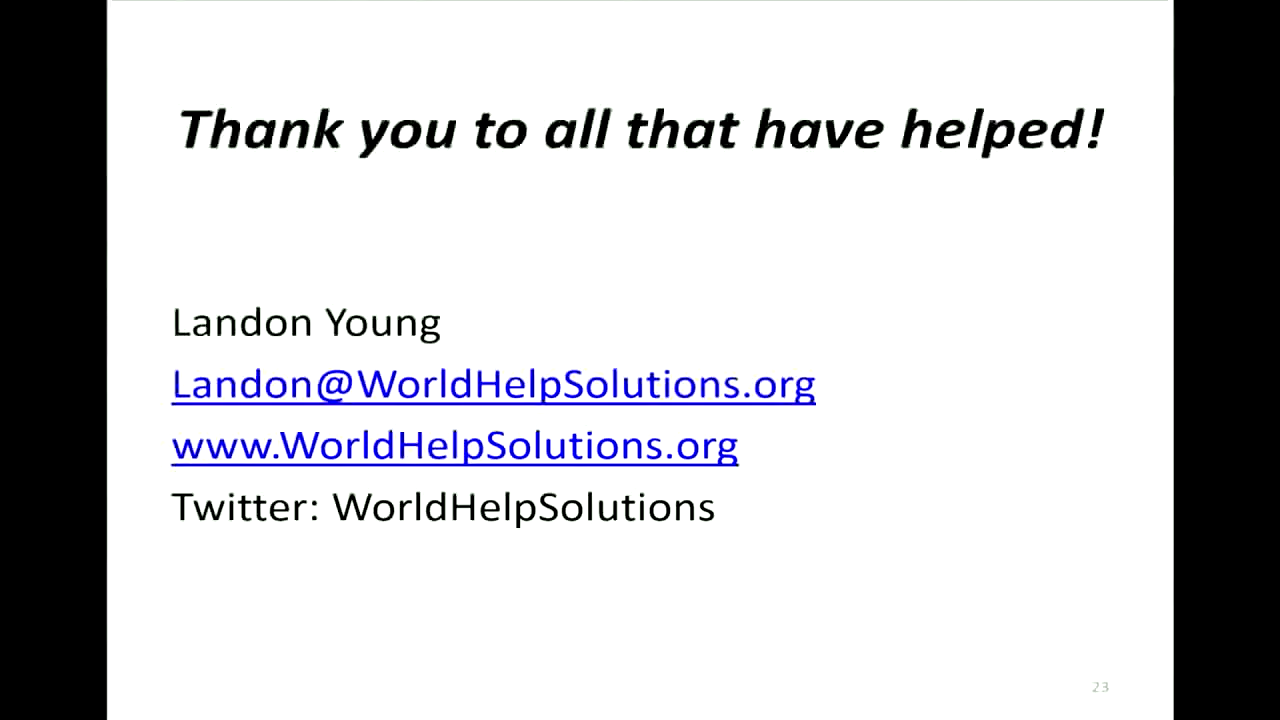 Thank you to all that have helped!
Landon Young
Landon@WorldHelpSolutions.org
www.WorldHelpSolutions.org
Twitter: WorldHelpSolutions
23